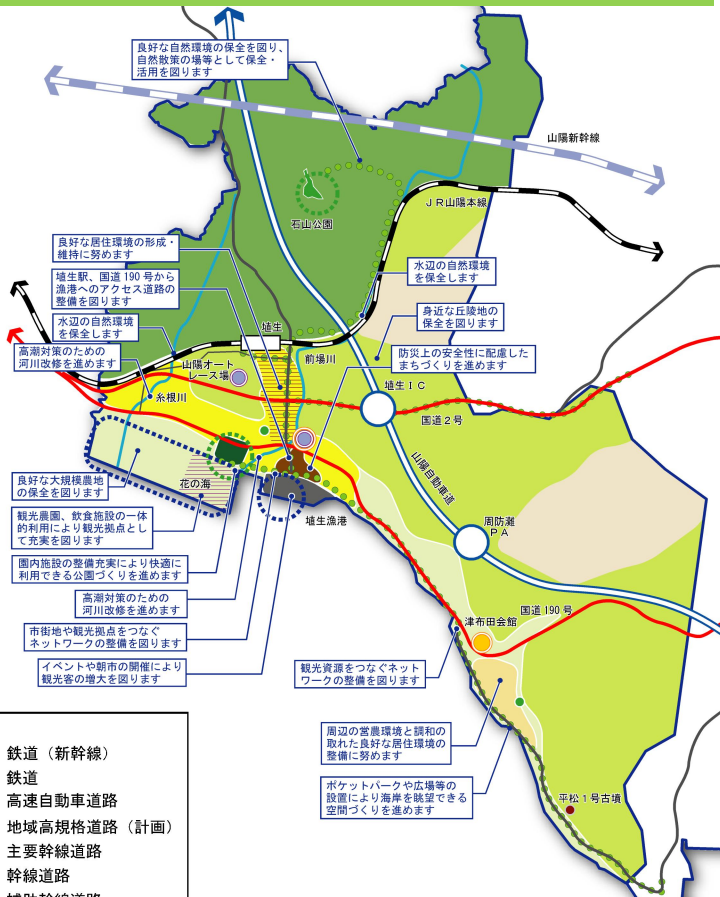 良好な自然環境の保全を図り、
自然散策の場等として保全・
活用を図ります
山陽新幹線
JR山陽本線
石山公園
良好な居住環境の形成・
維持に努めます
埴生駅、国道190号から
漁港へのアクセス道路の
整備を図ります
水辺の自然環境
を保全します
高潮対策のための
河川改修を進めます
水辺の自然環境
を保全します
身近な丘陵地の
保全を図ります
防災上の安全性に配慮した
まちづくりを進めます
埴生
前場川
山陽オート
レース場
糸根川
埴生IC
国道2号
山陽自動車道
周防灘
PA
花の海
埴生漁港
良好な大規模農地
の保全を図ります
観光農園、飲食施設の一体
的利用により観光拠点とし
て充実を図ります
園内施設の整備充実により快適に
利用できる公園づくりを進めます
高潮対策のための
河川改修を進めます
市街地や観光拠点をつなぐ
ネットワークの整備を図ります
イベントや朝市の開催により
観光客の増大を図ります
国道190号
津布田会館
観光資源をつなぐネット
ワークの整備を図ります
周辺の営農環境と調和の
取れた良好な居住環境の
整備に努めます
ポケットパークや広場等の
設置により海岸を眺望できる
空間づくりを進めます
平松1号古墳
鉄道（新幹線）
鉄道
高速自動車道路
地域高規格道路（計画）
主要幹線道路
幹線道路
補助幹線道路